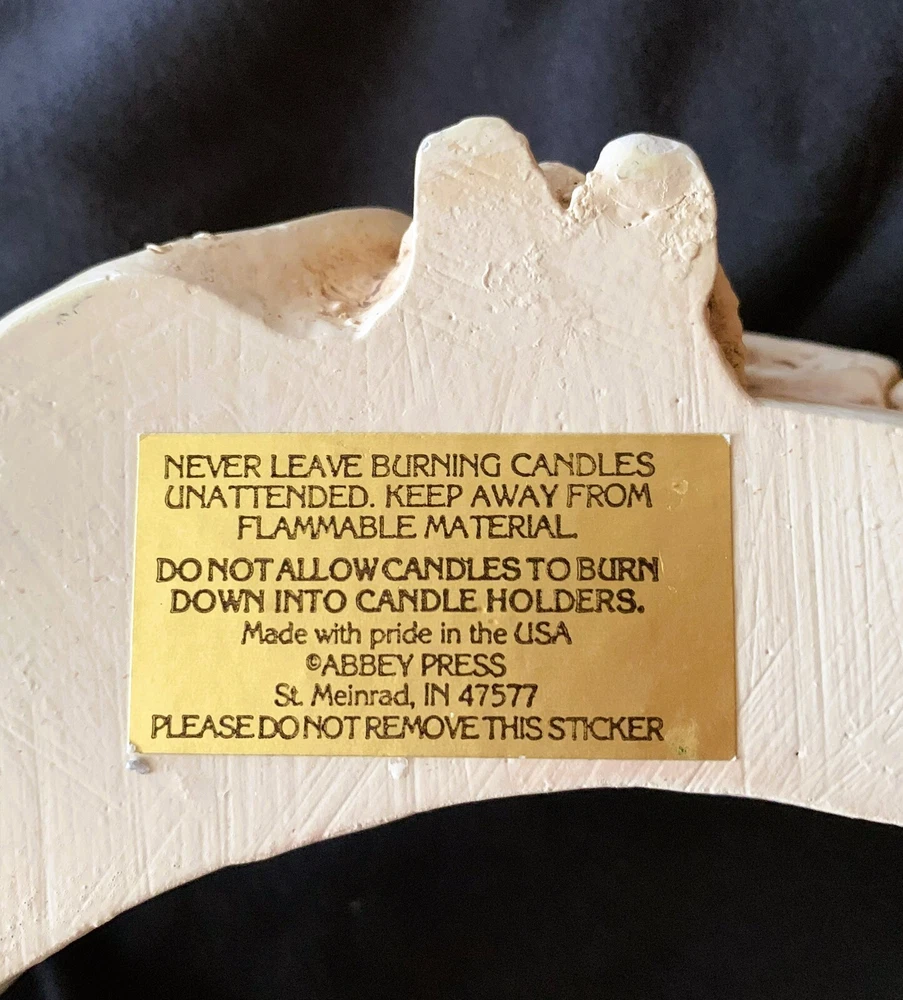 NEVER LEAVE BURNING CANDLES
UNATTENDED. KEEP AWAY FROM
FLAMMABLE MATERIAL.
DO NOT ALLOW CANDLES TO BURN
DOWN INTO CANDLE HOLDERS.
Made with pride in the USA
©ABBEY PRESS
St. Meinrad, IN 47577
PLEASE DO NOT REMOVE THIS STICKER